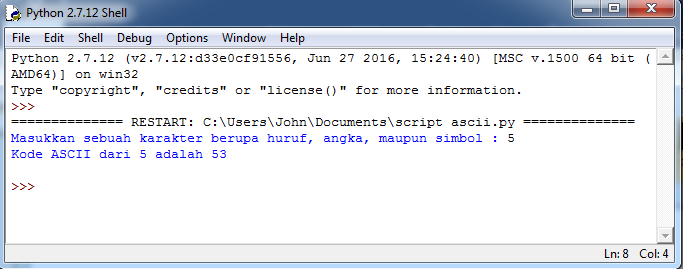 Python 2.7.12 Shell
File Edit Shell Debug Options Window Help
Python 2.7.12 (v2.7.12:d33e0cf91556, Jun 27 2016, 15:24:40) [MSC v.1500 64 bit (
AMD64)] on win32
Type "copyright", "credits" or "license()" for more information.
>>>
============== RESTART: C:\Users\John\Documents\script ascii.py ==============
Masukkan sebuah karakter berupa huruf, angka, maupun simbol : 5
Kode ASCII dari 5 adalah 53
>>>
Ln: 8 Col: 4